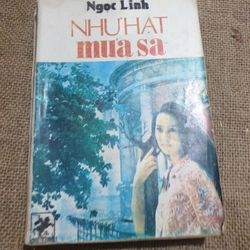 Ngọc Linh
NHƯ HẠT
mưa sa